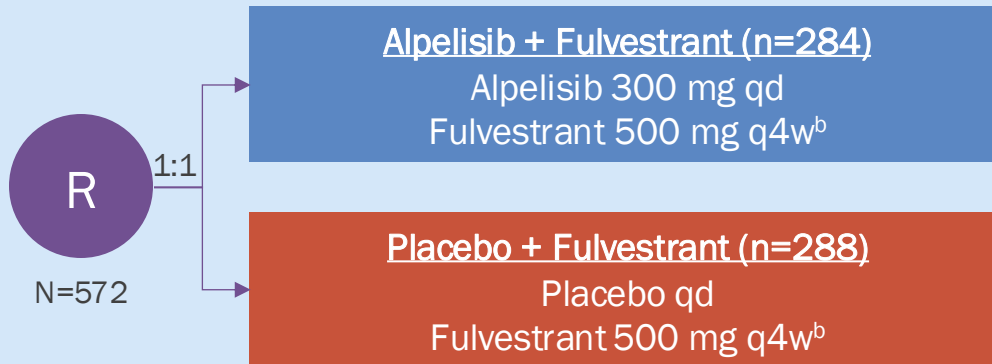 R
N=572
1:1
Alpelisib + Fulvestrant (n=284)
Alpelisib 300 mg qd
Fulvestrant 500 mg q4wᵇ
Placebo + Fulvestrant (n=288)
Placebo qd
Fulvestrant 500 mg q4wᵇ